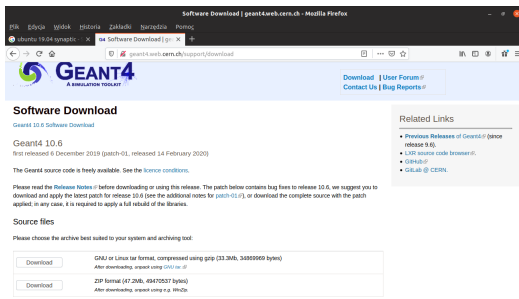 Software Download | geant4.web.cern.ch - Mozilla Firefox
Plik Edycja Widok Historia Zakładki Narzędzia Pomoc
ubuntu 19.04 synaptic
G4 Software Download | ge
geant4.web.cern.ch/support/download
GEANT4
A SIMULATION TOOLKIT
Download | User Forum
Contact Us | Bug Reports
Software Download
Geant4 10.6 Software Download
Geant4 10.6
first released 6 December 2019 (patch-01, released 14 February 2020)
The Geant4 source code is freely available. See the licence conditions.
Please read the Release Notes before downloading or using this release. The patch below contains bug fixes to release 10.6, we suggest you to
download and apply the latest patch for release 10.6 (see the additional notes for patch-01), or download the complete source with the patch
applied; in any case, it is required to apply a full rebuild of the libraries.
Source files
Please choose the archive best suited to your system and archiving tool:
Download
GNU or Linux tar format, compressed using gzip (33.3Mb, 34869969 bytes)
After downloading, unpack using GNU tar.
Download
ZIP format (47.2Mb, 49470537 bytes)
After downloading, unpack using e.g. WinZip.
Related Links
Previous Releases of Geant4 (since
release 9.6).
LXR source code browser.
GitHub
GitLab @ CERN.